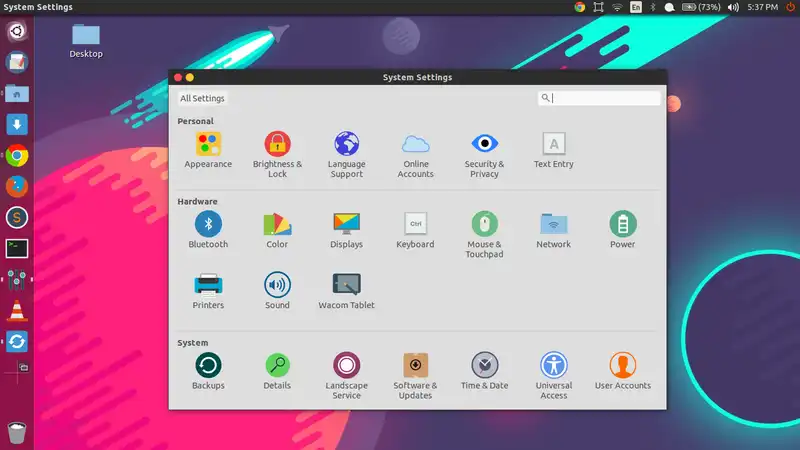 System Settings
En
(73%)
5:37 PM
Desktop
System Settings
All Settings
Personal
Appearance
Brightness &
Lock
Language
Support
Online
Accounts
Security &
Privacy
A
Text Entry
Hardware
Bluetooth
Color
Displays
Ctrl
Keyboard
Mouse &
Touchpad
Network
Power
Printers
Sound
Wacom Tablet
System
Backups
Details
Landscape
Service
Software &
Updates
Time & Date
Universal
Access
User Accounts
S
>_